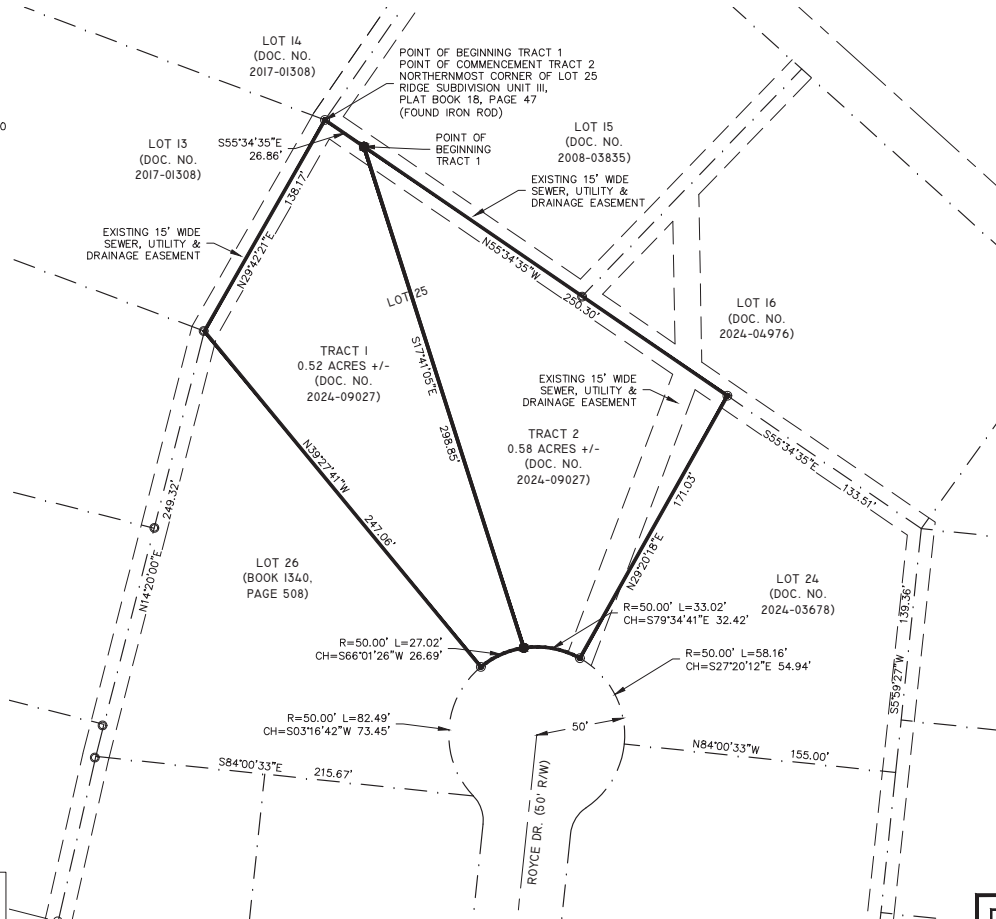 LOT 14
(DOC. NO.
2017-01308)
POINT OF BEGINNING TRACT 1
POINT OF COMMENCEMENT TRACT 2
NORTHERNMOST CORNER OF LOT 25
RIDGE SUBDIVISION UNIT III,
PLAT BOOK 18, PAGE 47
(FOUND IRON ROD)
0
LOT 13
(DOC. NO.
2017-01308)
S55°34'35"E
26.86'
POINT OF
BEGINNING
TRACT 1
LOT 15
(DOC. NO.
2008-03835)
EXISTING 15' WIDE
SEWER, UTILITY &
DRAINAGE EASEMENT
138.17'
N29°42'21"E
EXISTING 15' WIDE
SEWER, UTILITY &
DRAINAGE EASEMENT
N55°34'35"W
250.30'
LOT 25
LOT 16
(DOC. NO.
2024-04976)
TRACT 1
0.52 ACRES +/-
(DOC. NO.
2024-09027)
S17°41'05"E
298.85'
EXISTING 15' WIDE
SEWER, UTILITY &
DRAINAGE EASEMENT
TRACT 2
0.58 ACRES +/-
(DOC. NO.
2024-09027)
S55°34'35"E
133.51'
N39°27'41"W
247.06'
171.03'
N29°20'18"E
249.32'
N14°20'00"E
LOT 26
(BOOK 1340,
PAGE 508)
LOT 24
(DOC. NO.
2024-03678)
139.36'
S5°59'27"W
R=50.00' L=33.02'
CH=S79°34'41"E 32.42'
R=50.00' L=27.02'
CH=S66°01'26"W 26.69'
R=50.00' L=58.16'
CH=S27°20'12"E 54.94'
R=50.00' L=82.49'
CH=S03°16'42"W 73.45'
50'
N84°00'33"W
155.00'
S84°00'33"E
215.67'
ROYCE DR. (50' R/W)